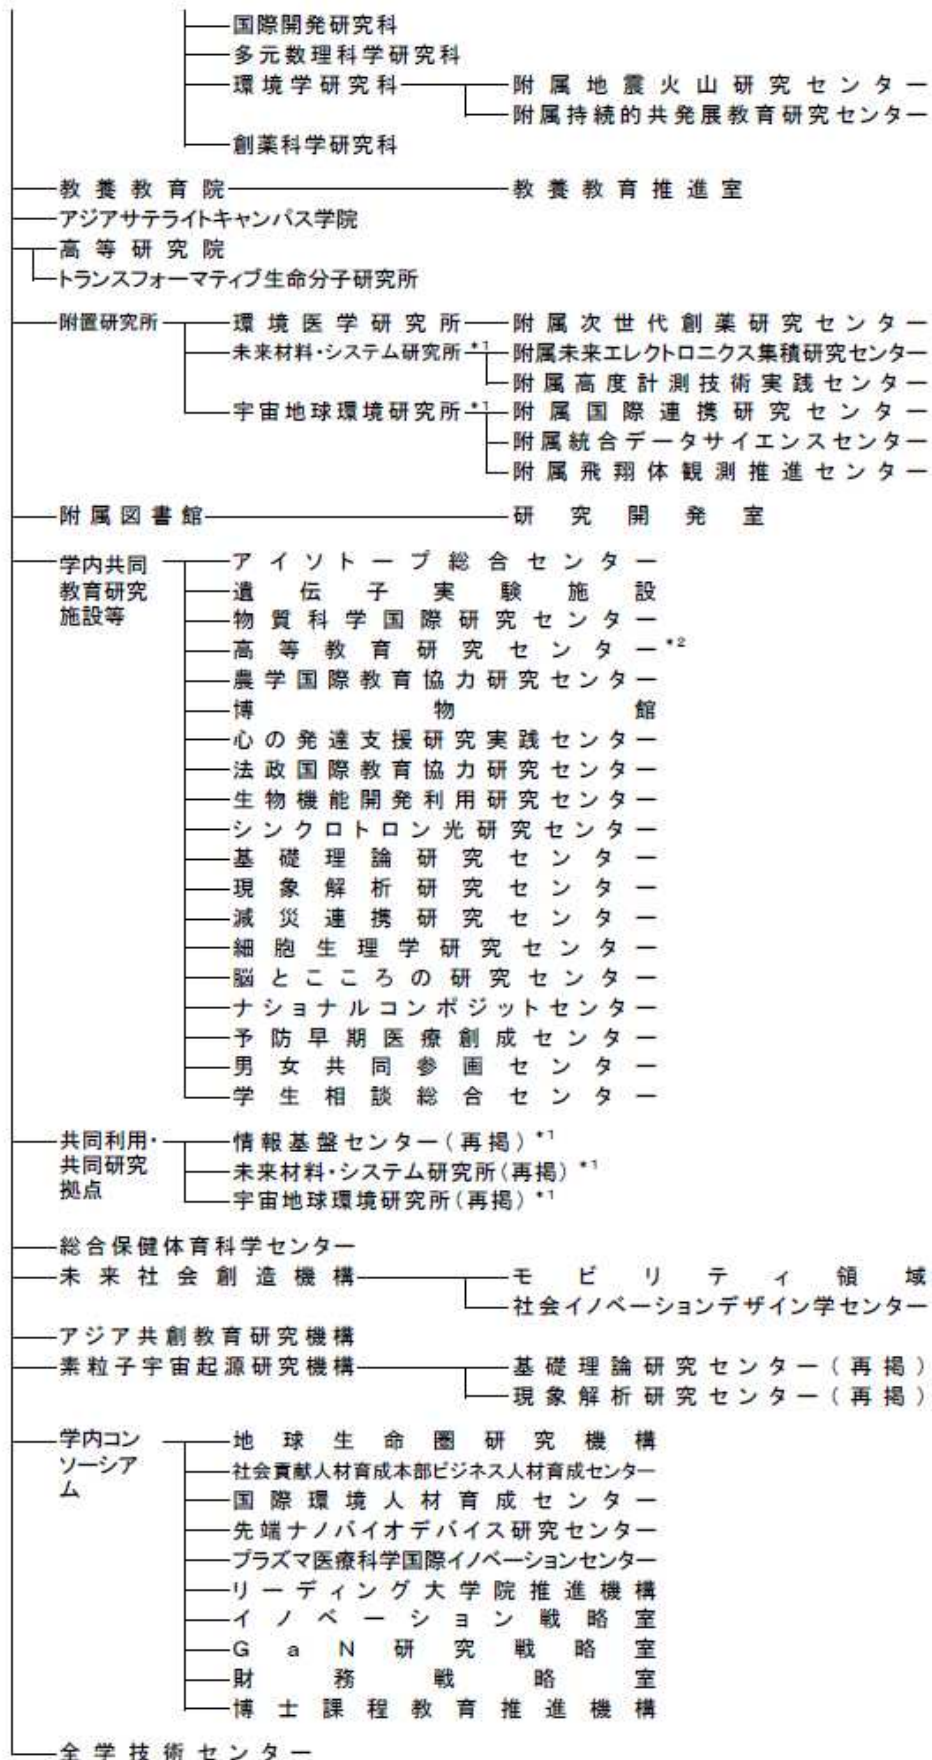 国際開発研究科
多元数理科学研究科
環境学研究科 附属地震火山研究センター
附属持続的共発展教育研究センター
創薬科学研究科
教養教育院 教養教育推進室
アジアサテライトキャンパス学院
高等研究院
トランスフォーマティブ生命分子研究所
附置研究所 環境医学研究所 附属次世代創薬研究センター
未来材料・システム研究所*1 附属未来エレクトロニクス集積研究センター
附属高度計測技術実践センター
宇宙地球環境研究所*1 附属国際連携研究センター
附属統合データサイエンスセンター
附属飛翔体観測推進センター
附属図書館 研究開発室
学内共同 アイソトープ総合センター
教育研究 遺伝子実験施設
施設等 物質科学国際研究センター
高等教育研究センター*2
農学国際教育協力研究センター
博物館
心の発達支援研究実践センター
法政国際教育協力研究センター
生物機能開発利用研究センター
シンクロトロン光研究センター
基礎理論研究センター
現象解析研究センター
減災連携研究センター
細胞生理学研究センター
脳とこころの研究センター
ナショナルコンポジットセンター
予防早期医療創成センター
男女共同参画センター
学生相談総合センター
共同利用・ 情報基盤センター(再掲)*1
共同研究 未来材料・システム研究所(再掲)*1
拠点 宇宙地球環境研究所(再掲)*1
総合保健体育科学センター
未来社会創造機構 モビリティ領域
社会イノベーションデザイン学センター
アジア共創教育研究機構
素粒子宇宙起源研究機構 基礎理論研究センター(再掲)
現象解析研究センター(再掲)
学内コン 地球生命圏研究機構
ソーシア 社会貢献人材育成本部ビジネス人材育成センター
ム 国際環境人材育成センター
先端ナノバイオデバイス研究センター
プラズマ医療科学国際イノベーションセンター
リーディング大学院推進機構
イノベーション戦略室
GaN研究戦略室
財務戦略室
博士課程教育推進機構
全学技術センター